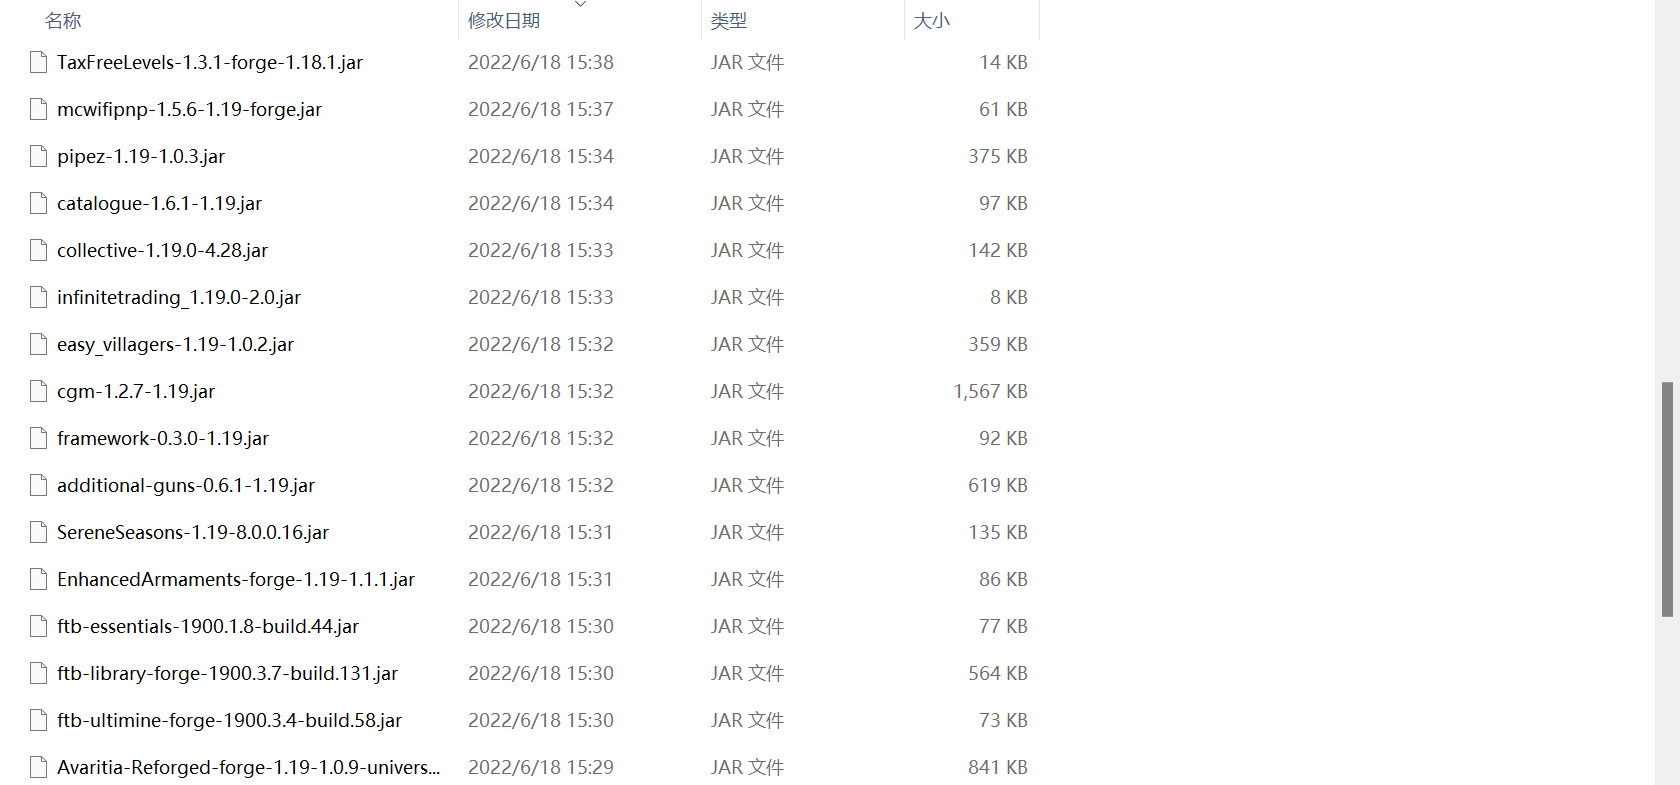 名称 修改日期 类型 大小
TaxFreeLevels-1.3.1-forge-1.18.1.jar 2022/6/18 15:38 JAR 文件 14 KB
mcwifipnp-1.5.6-1.19-forge.jar 2022/6/18 15:37 JAR 文件 61 KB
pipez-1.19-1.0.3.jar 2022/6/18 15:34 JAR 文件 375 KB
catalogue-1.6.1-1.19.jar 2022/6/18 15:34 JAR 文件 97 KB
collective-1.19.0-4.28.jar 2022/6/18 15:33 JAR 文件 142 KB
infinitetrading_1.19.0-2.0.jar 2022/6/18 15:33 JAR 文件 8 KB
easy_villagers-1.19-1.0.2.jar 2022/6/18 15:32 JAR 文件 359 KB
cgm-1.2.7-1.19.jar 2022/6/18 15:32 JAR 文件 1,567 KB
framework-0.3.0-1.19.jar 2022/6/18 15:32 JAR 文件 92 KB
additional-guns-0.6.1-1.19.jar 2022/6/18 15:32 JAR 文件 619 KB
SereneSeasons-1.19-8.0.0.16.jar 2022/6/18 15:31 JAR 文件 135 KB
EnhancedArmaments-forge-1.19-1.1.1.jar 2022/6/18 15:31 JAR 文件 86 KB
ftb-essentials-1900.1.8-build.44.jar 2022/6/18 15:30 JAR 文件 77 KB
ftb-library-forge-1900.3.7-build.131.jar 2022/6/18 15:30 JAR 文件 564 KB
ftb-ultimine-forge-1900.3.4-build.58.jar 2022/6/18 15:30 JAR 文件 73 KB
Avaritia-Reforged-forge-1.19-1.0.9-univers... 2022/6/18 15:29 JAR 文件 841 KB